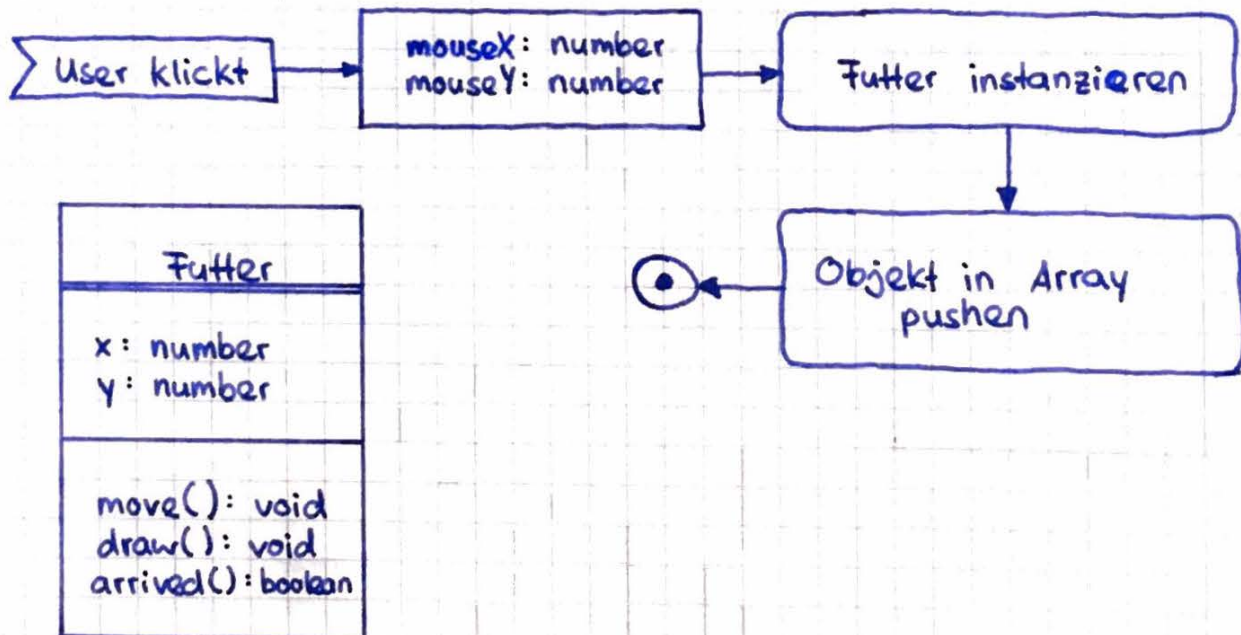 User klickt
mouseX: number
mouseY: number
Futter instanzieren
Objekt in Array
pushen
Futter
x: number
y: number
move(): void
draw(): void
arrived(): boolean